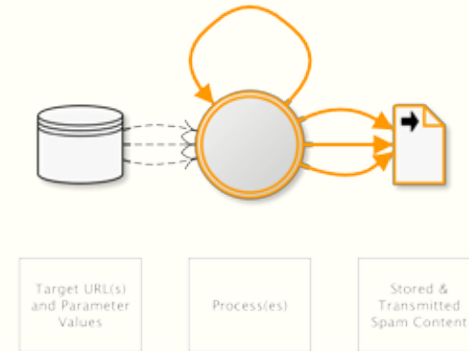 Target URL(s)
and Parameter
Values
Process(es)
Stored &
Transmitted
Spam Content